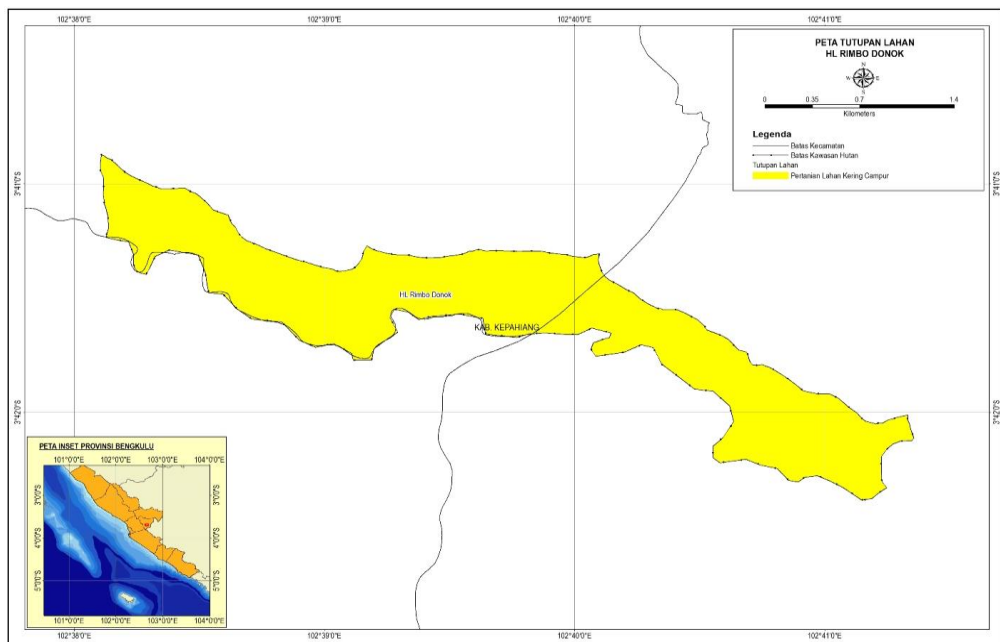 102°38'0"E 102°39'0"E 102°40'0"E 102°41'0"E
PETA TUTUPAN LAHAN
HL RIMBO DONOK
N
W E
S
0 0.35 0.7 1.4
Kilometers
Legenda
Batas Kecamatan
Batas Kawasan Hutan
Tutupan Lahan
Pertanian Lahan Kering Campur
3°41'0"S 3°41'0"S
HL Rimbo Donok
KAB. KEPAHIANG
3°42'0"S 3°42'0"S
PETA INSET PROVINSI BENGKULU
101°0'0"E 102°0'0"E 103°0'0"E 104°0'0"E
3°0'0"S 3°0'0"S
4°0'0"S 4°0'0"S
5°0'0"S 5°0'0"S
101°0'0"E 102°0'0"E 103°0'0"E 104°0'0"E
102°38'0"E 102°39'0"E 102°40'0"E 102°41'0"E